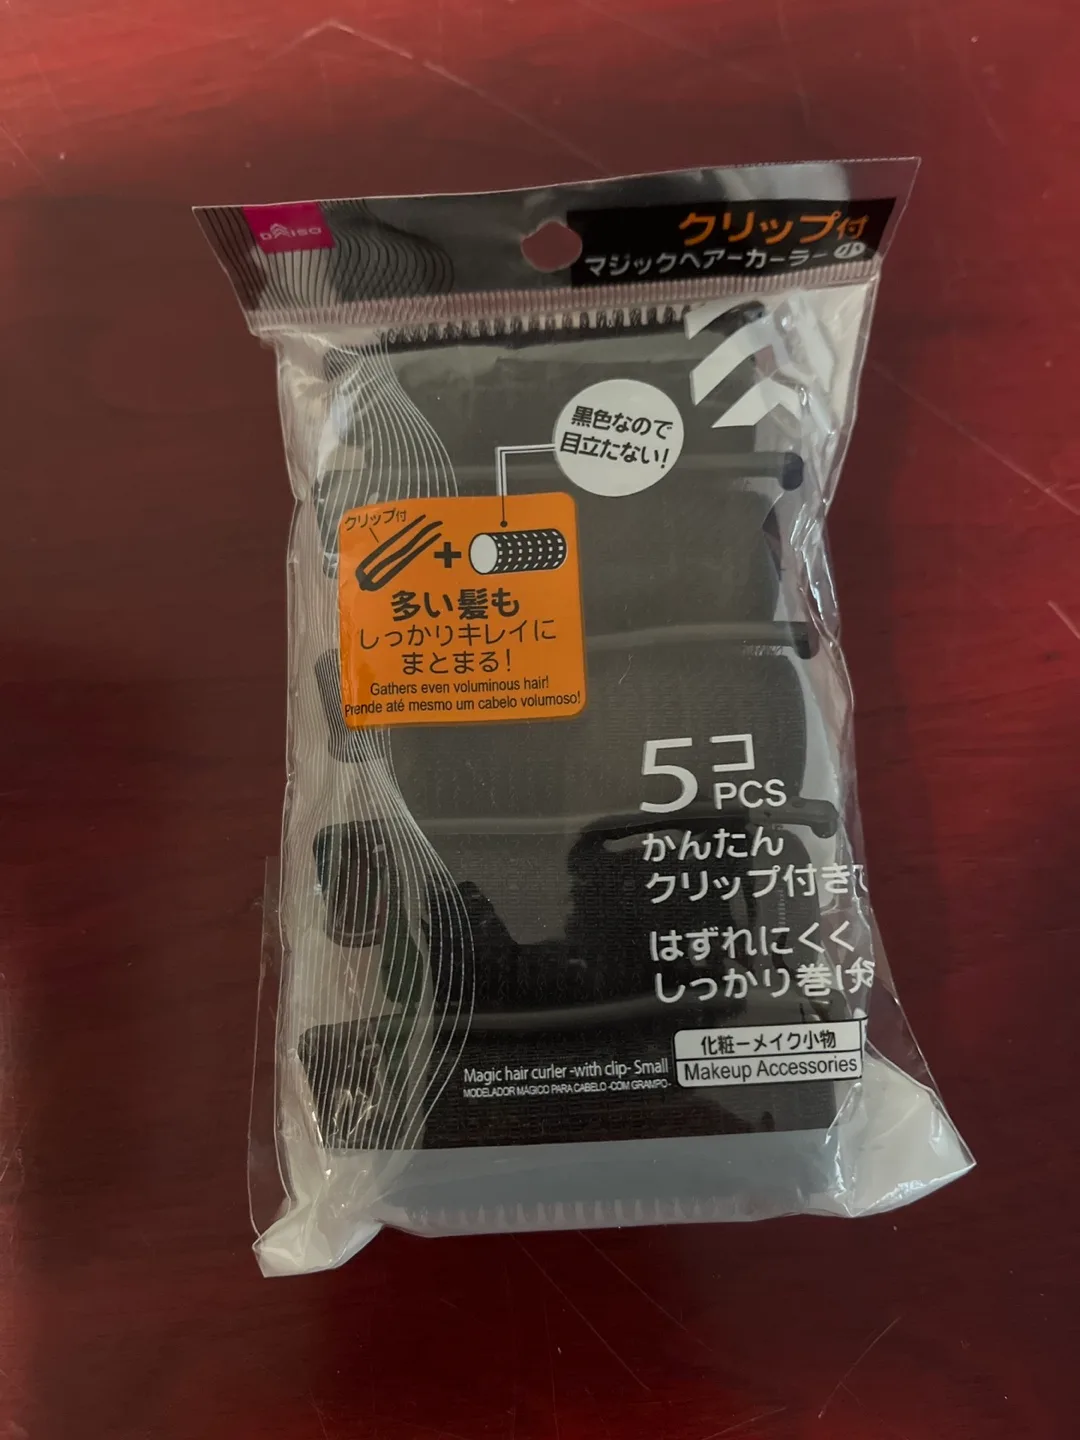 DAISO
クリップ付
マジックヘアーカーラー 小
黒色なので
目立たない!
クリップ付
+
多い髪も
しっかりキレイに
まとまる!
Gathers even voluminous hair!
Prende até mesmo um cabelo volumoso!
5コ
PCS
かんたん
クリップ付きで
はずれにくく
しっかり巻け
化粧ーメイク小物
Makeup Accessories
Magic hair curler -with clip- Small
MODELADOR MÁGICO PARA CABELO -COM GRAMPO-